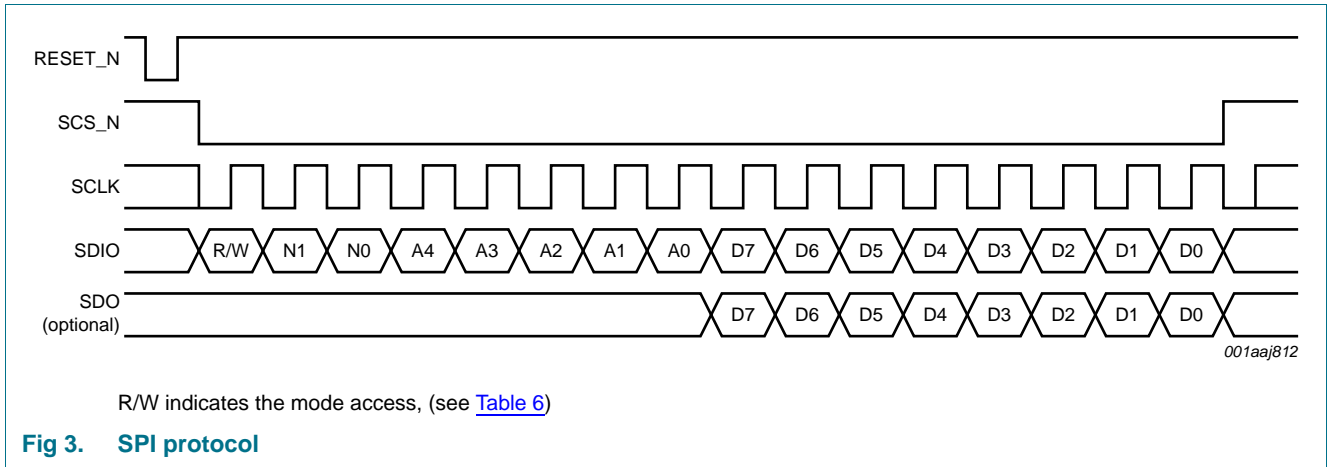 RESET_N
SCS_N
SCLK
SDIO R/W N1 N0 A4 A3 A2 A1 A0 D7 D6 D5 D4 D3 D2 D1 D0
SDO D7 D6 D5 D4 D3 D2 D1 D0
(optional)
001aaj812
R/W indicates the mode access, (see Table 6)
Fig 3. SPI protocol